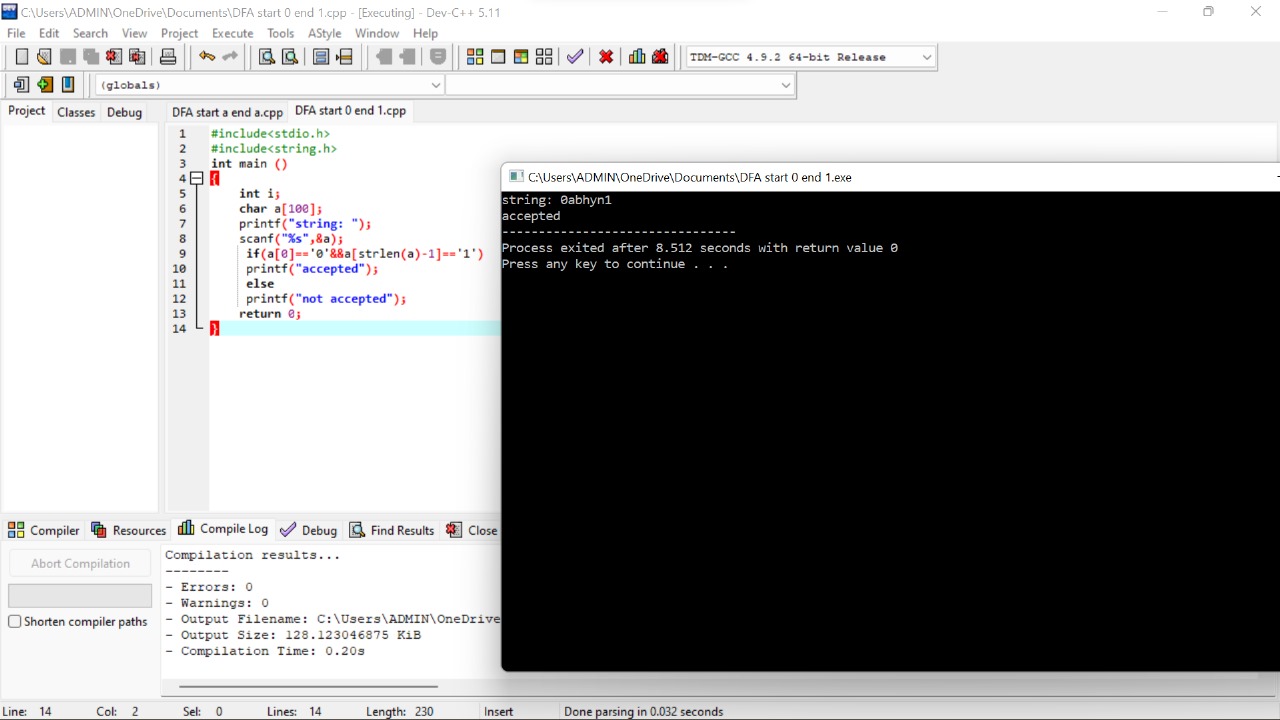 C:\Users\ADMIN\OneDrive\Documents\DFA start 0 end 1.cpp - [Executing] - Dev-C++ 5.11
File Edit Search View Project Execute Tools AStyle Window Help
TDM-GCC 4.9.2 64-bit Release
(globals)
Project Classes Debug
DFA start a end a.cpp DFA start 0 end 1.cpp
1 #include<stdio.h>
2 #include<string.h>
3 int main ()
4 {
5 int i;
6 char a[100];
7 printf("string: ");
8 scanf("%s",&a);
9 if(a[0]=='0'&&a[strlen(a)-1]=='1')
10 printf("accepted");
11 else
12 printf("not accepted");
13 return 0;
14 }
C:\Users\ADMIN\OneDrive\Documents\DFA start 0 end 1.exe
string: 0abhyn1
accepted
--------------------------------
Process exited after 8.512 seconds with return value 0
Press any key to continue . . .
Compiler Resources Compile Log Debug Find Results Close
Abort Compilation
Shorten compiler paths
Compilation results...
--------
- Errors: 0
- Warnings: 0
- Output Filename: C:\Users\ADMIN\OneDrive
- Output Size: 128.123046875 KiB
- Compilation Time: 0.20s
Line: 14 Col: 2 Sel: 0 Lines: 14 Length: 230 Insert Done parsing in 0.032 seconds